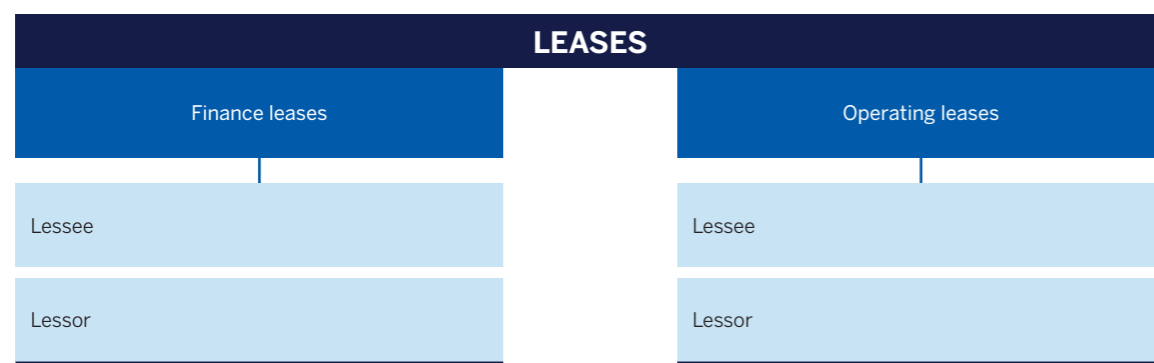 LEASES
Finance leases
Operating leases
Lessee
Lessee
Lessor
Lessor